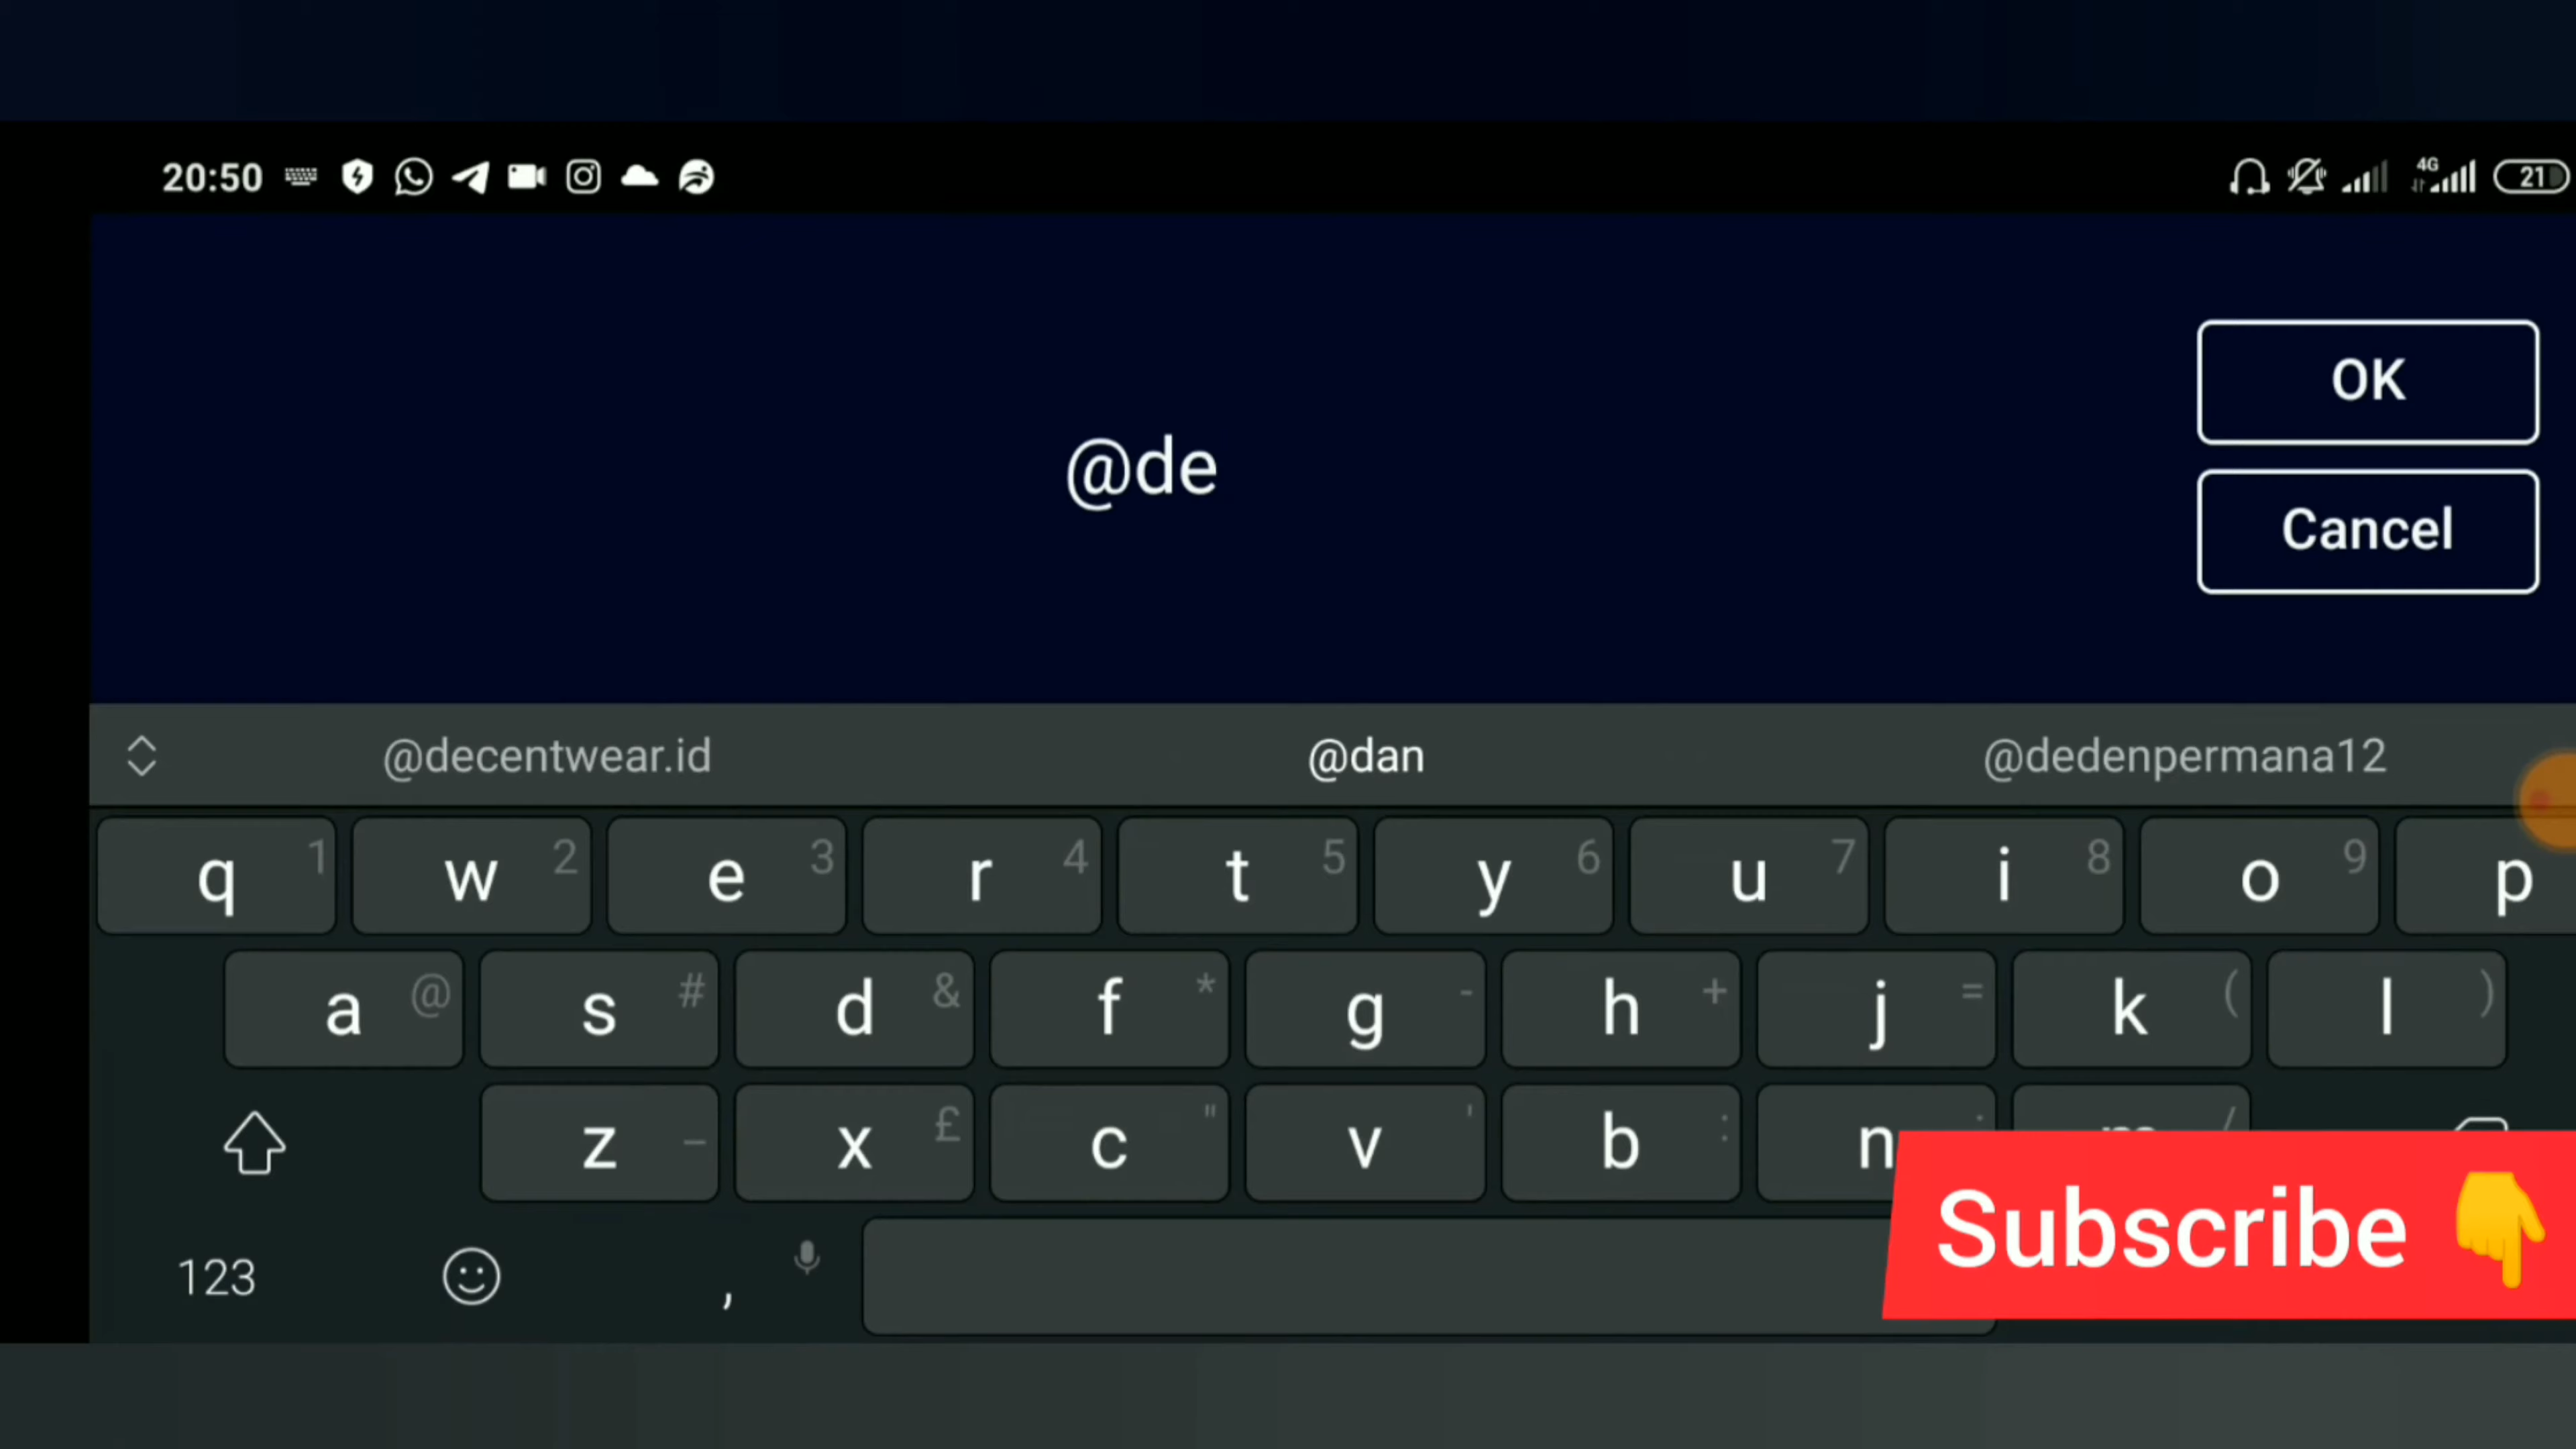 20:50 4G 21
OK
@de
Cancel
@decentwear.id @dan @dedenpermana12
q 1 w 2 e 3 r 4 t 5 y 6 u 7 i 8 o 9 p
a @ s # d & f * g - h + j = k ( l )
z _ x £ c " v ' b : n ; m /
123 ,
Subscribe